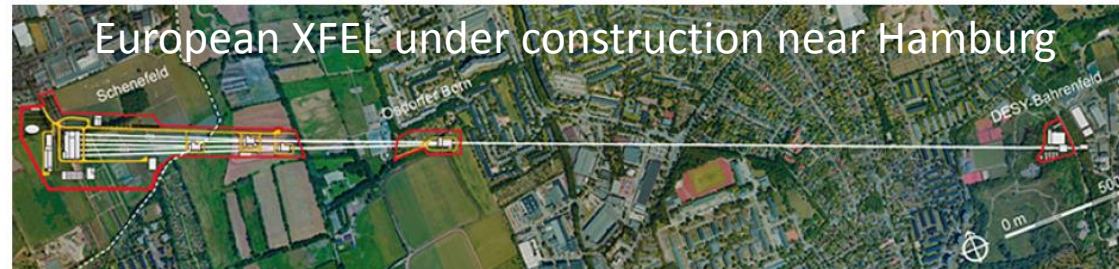 European XFEL under construction near Hamburg
Schenefeld
Osdorfer Born
DESY-Bahrenfeld
0 m
500